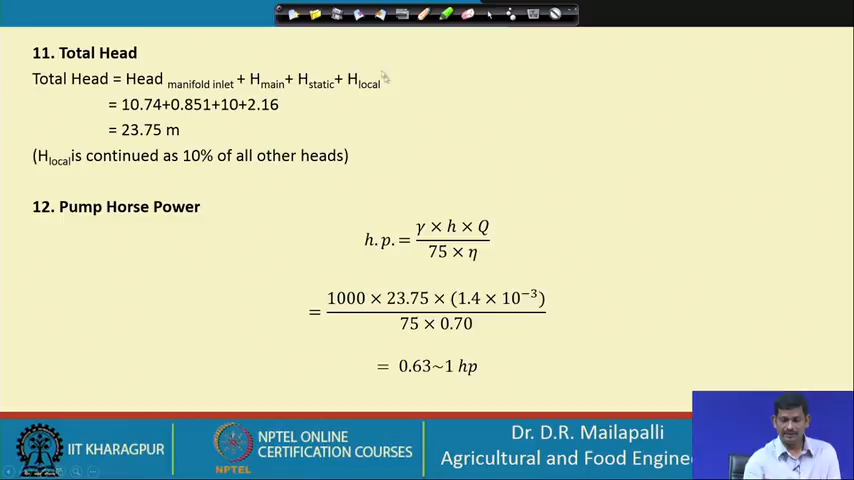 11. Total Head
Total Head = Head manifold inlet + Hmain+ Hstatic+ Hlocal
= 10.74+0.851+10+2.16
= 23.75 m
(Hlocalis continued as 10% of all other heads)
12. Pump Horse Power
h.p. = γ × h × Q / 75 × η
= 1000 × 23.75 × (1.4 × 10⁻³) / 75 × 0.70
= 0.63~1 hp
IIT KHARAGPUR
NPTEL
NPTEL ONLINE
CERTIFICATION COURSES
Dr. D.R. Mailapalli
Agricultural and Food Enginee